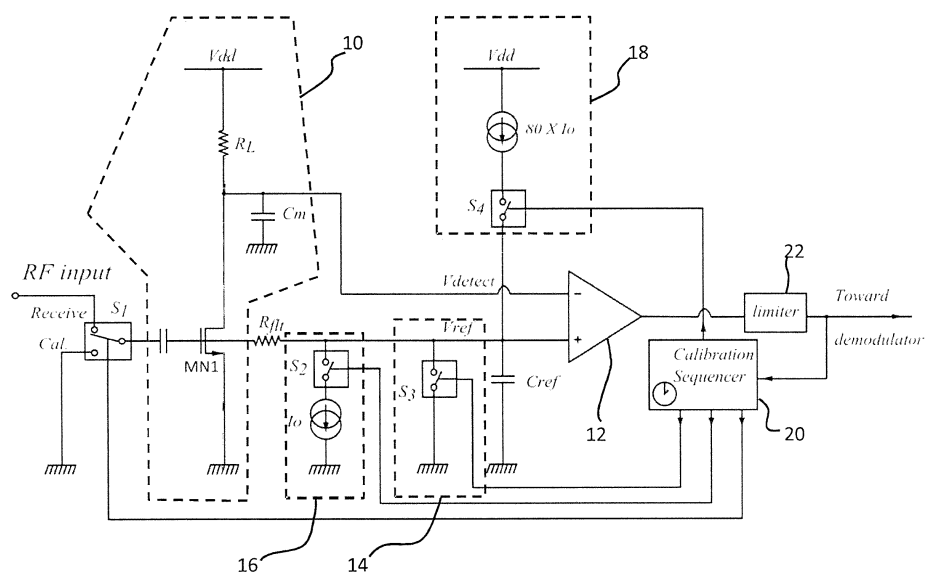 10
18
Vdd
Vdd
80 X Io
RL
S4
Cm
RF input
22
S1
Vdetect
Receive
limiter
Toward
Rflt
Vref
−
demodulator
Cal.
+
MN1
S2
S3
Cref
Calibration
Sequencer
Io
12
20
16
14